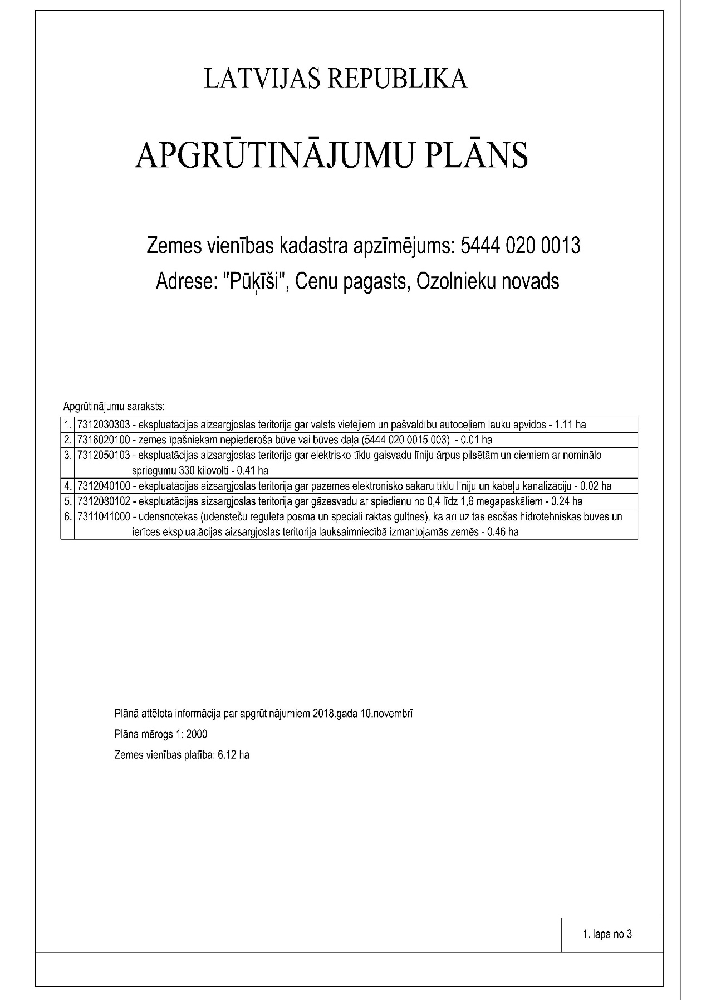 LATVIJAS REPUBLIKA
APGRŪTINĀJUMU PLĀNS
Zemes vienības kadastra apzīmējums: 5444 020 0013
Adrese: "Pūķīši", Cenu pagasts, Ozolnieku novads
Apgrūtinājumu saraksts:
1. 7312030303 - ekspluatācijas aizsargjoslas teritorija gar valsts vietējiem un pašvaldību autoceļiem lauku apvidos - 1.11 ha
2. 7316020100 - zemes īpašniekam nepiederoša būve vai būves daļa (5444 020 0015 003) - 0.01 ha
3. 7312050103 - ekspluatācijas aizsargjoslas teritorija gar elektrisko tīklu gaisvadu līniju ārpus pilsētām un ciemiem ar nominālo
spriegumu 330 kilovolti - 0.41 ha
4. 7312040100 - ekspluatācijas aizsargjoslas teritorija gar pazemes elektronisko sakaru tīklu līniju un kabeļu kanalizāciju - 0.02 ha
5. 7312080102 - ekspluatācijas aizsargjoslas teritorija gar gāzesvadu ar spiedienu no 0,4 līdz 1,6 megapaskāliem - 0.24 ha
6. 7311041000 - ūdensnotekas (ūdensteču regulēta posma un speciāli raktas gultnes), kā arī uz tās esošas hidrotehniskas būves un
ierīces ekspluatācijas aizsargjoslas teritorija lauksaimniecībā izmantojamās zemēs - 0.46 ha
Plānā attēlota informācija par apgrūtinājumiem 2018.gada 10.novembrī
Plāna mērogs 1: 2000
Zemes vienības platība: 6.12 ha
1. lapa no 3